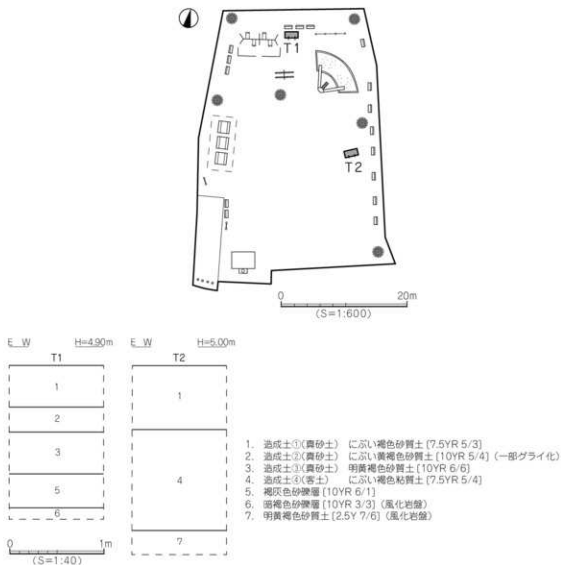 T1
T2
0 20m
(S=1:600)
E W H=4.90m
T1
1
2
3
5
6
0 1m
(S=1:40)
E W H=5.00m
T2
1
4
7
1. 造成土①(真砂土) にぶい褐色砂質土 [7.5YR 5/3]
2. 造成土②(真砂土) にぶい黄褐色砂質土 [10YR 5/4] (一部グライ化)
3. 造成土③(真砂土) 明黄褐色砂質土 [10YR 6/6]
4. 造成土④(客土) にぶい褐色粘質土 [7.5YR 5/4]
5. 褐灰色砂礫層 [10YR 6/1]
6. 暗褐色砂礫層 [10YR 3/3] (風化岩盤)
7. 明黄褐色砂質土 [2.5Y 7/6] (風化岩盤)